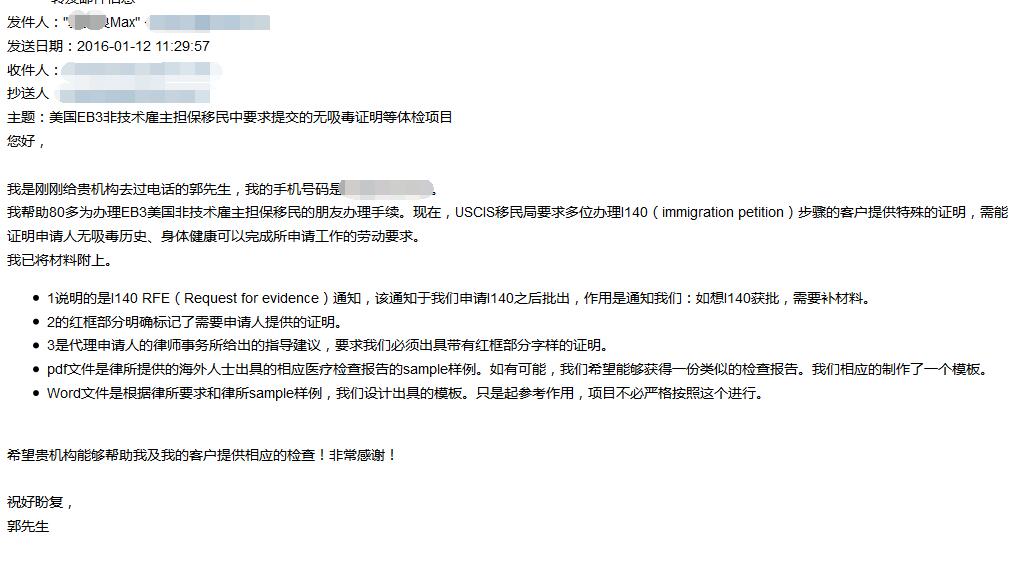 转发邮件信息
发件人："Max"
发送日期：2016-01-12 11:29:57
收件人：
抄送人
主题：美国EB3非技术雇主担保移民中要求提交的无吸毒证明等体检项目
您好，
我是刚刚给贵机构去过电话的郭先生，我的手机号码是。
我帮助80多为办理EB3美国非技术雇主担保移民的朋友办理手续。现在，USCIS移民局要求多位办理I140（immigration petition）步骤的客户提供特殊的证明，需能
证明申请人无吸毒历史、身体健康可以完成所申请工作的劳动要求。
我已将材料附上。
1说明的是I140 RFE（Request for evidence）通知，该通知于我们申请I140之后批出，作用是通知我们：如想I140获批，需要补材料。
2的红框部分明确标记了需要申请人提供的证明。
3是代理申请人的律师事务所给出的指导建议，要求我们必须出具带有红框部分字样的证明。
pdf文件是律所提供的海外人士出具的相应医疗检查报告的sample样例。如有可能，我们希望能够获得一份类似的检查报告。我们相应的制作了一个模板。
Word文件是根据律所要求和律所sample样例，我们设计出具的模板。只是起参考作用，项目不必严格按照这个进行。
希望贵机构能够帮助我及我的客户提供相应的检查！非常感谢！
祝好盼复，
郭先生